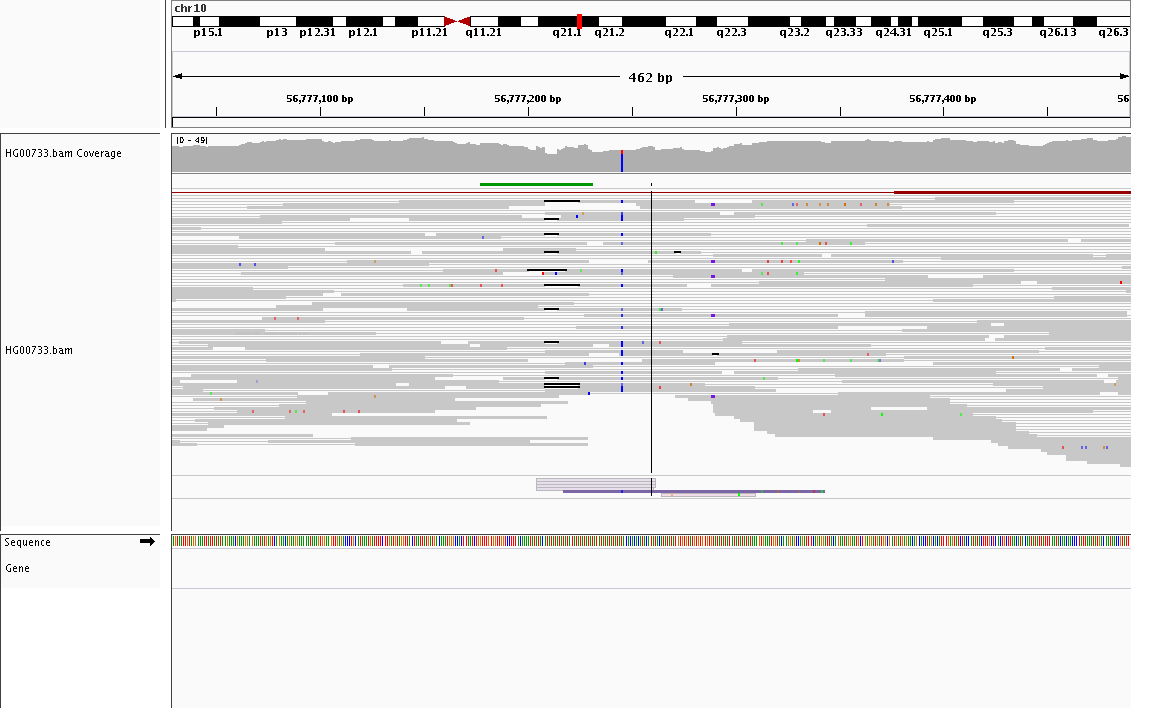 chr10
p15.1 p13 p12.31 p12.1 p11.21 q11.21 q21.1 q21.2 q22.1 q22.3 q23.2 q23.33 q24.31 q25.1 q25.3 q26.13 q26.3
462 bp
56,777,100 bp 56,777,200 bp 56,777,300 bp 56,777,400 bp 56
HG00733.bam Coverage
[0 - 49]
HG00733.bam
Sequence
Gene